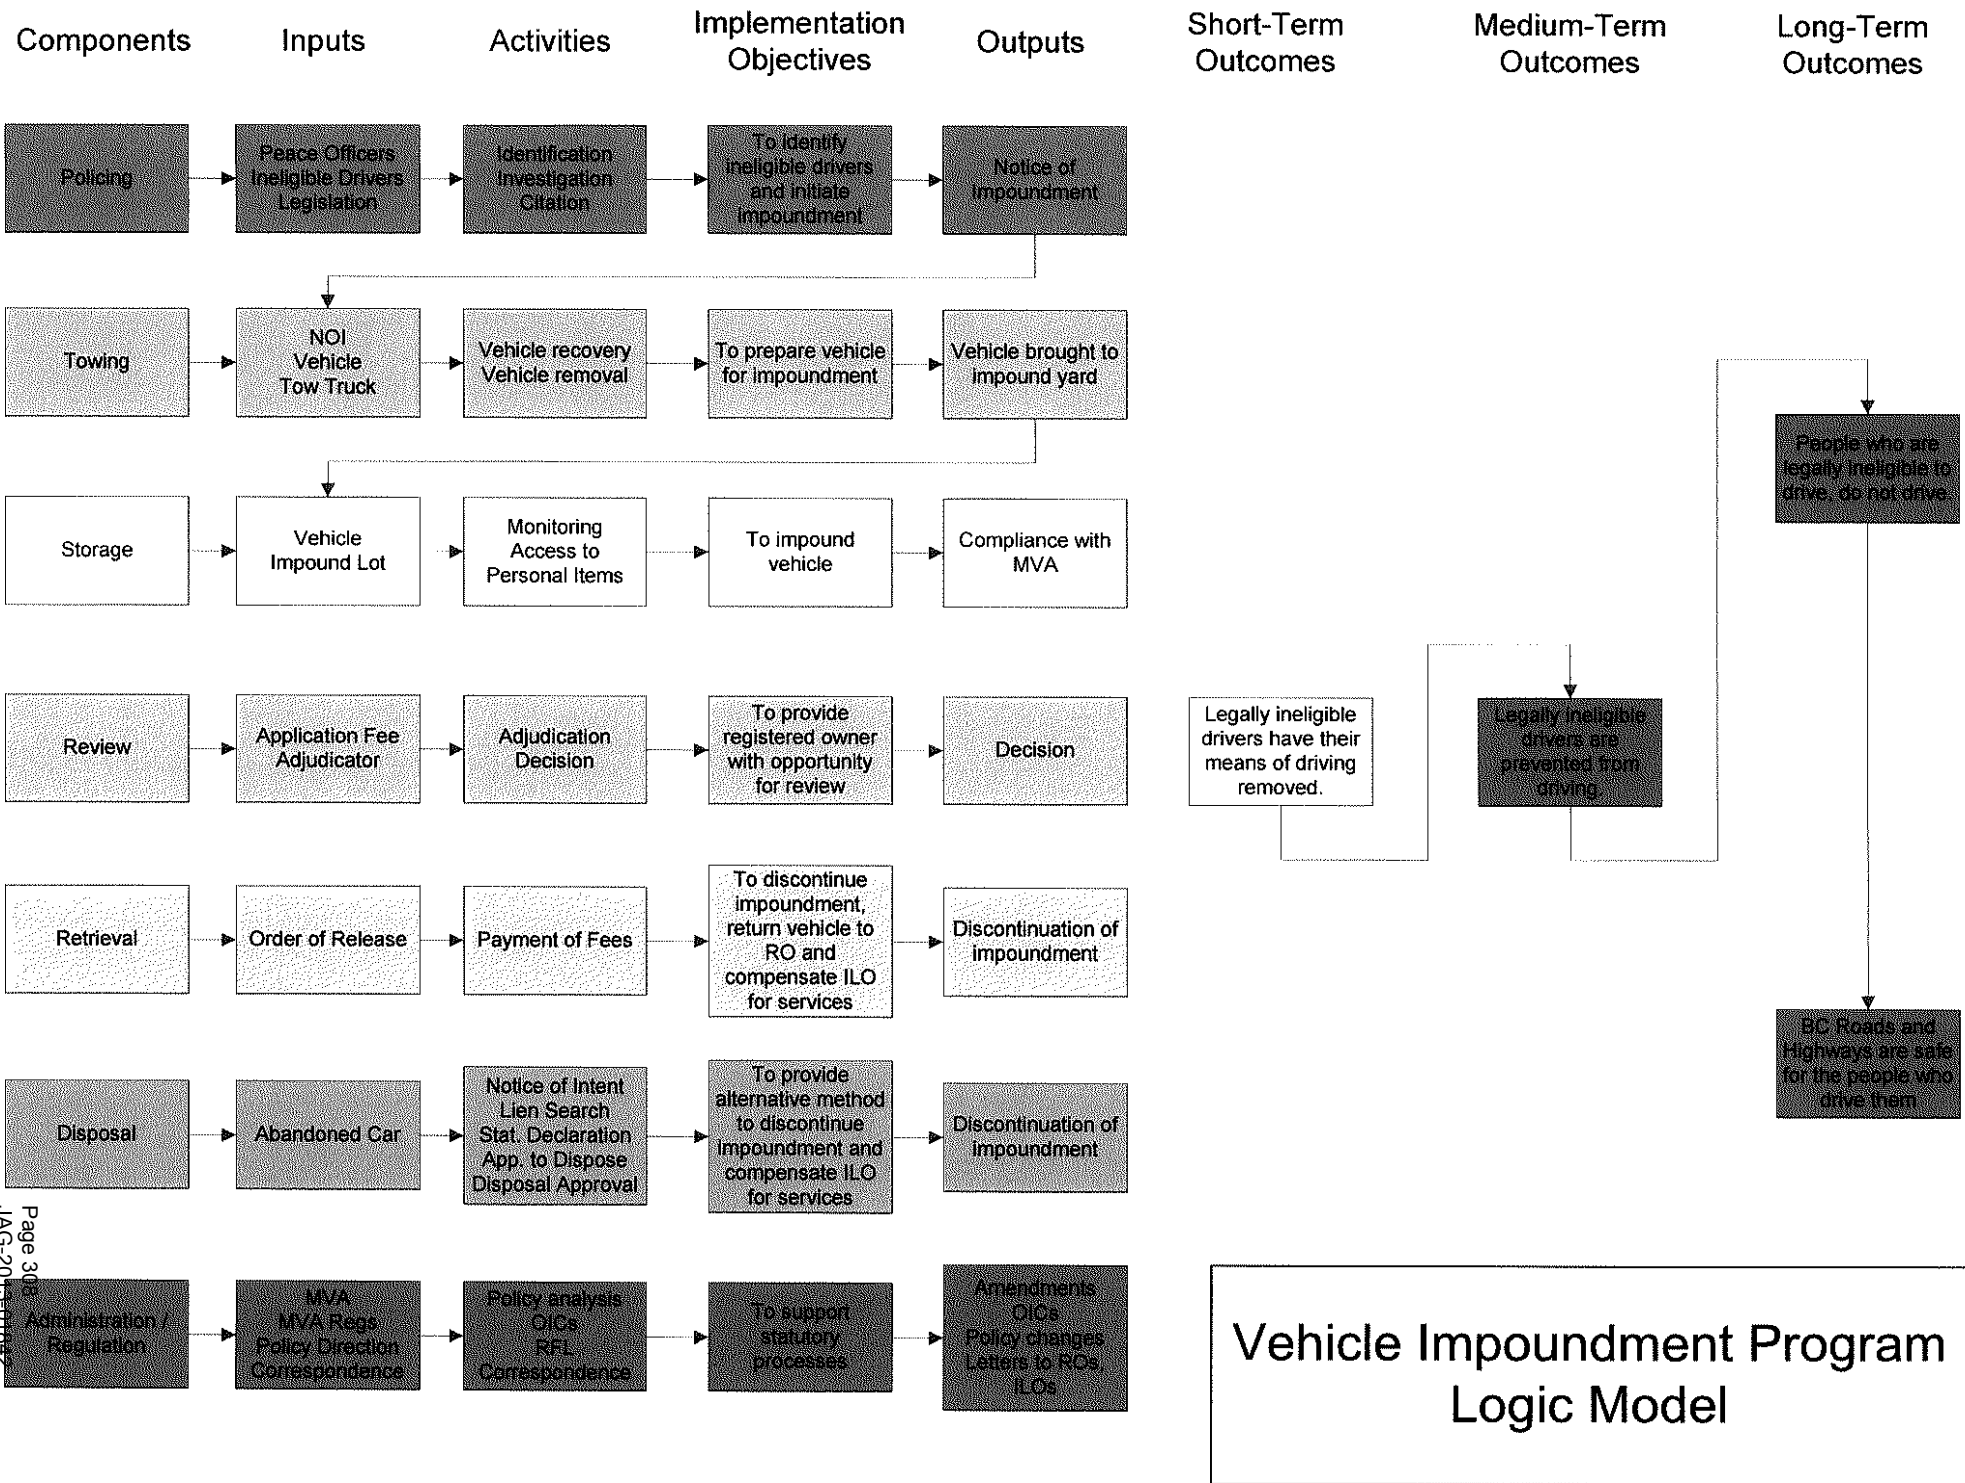 Components
Inputs
Activities
Implementation
Objectives
Outputs
Short-Term
Outcomes
Medium-Term
Outcomes
Long-Term
Outcomes
Policing
Peace Officers
Ineligible Drivers
Legislation
Identification
Investigation
Citation
To identify
ineligible drivers
and initiate
impoundment
Notice of
Impoundment
Towing
NOI
Vehicle
Tow Truck
Vehicle recovery
Vehicle removal
To prepare vehicle
for impoundment
Vehicle brought to
impound yard
People who are
legally ineligible to
drive, do not drive.
Storage
Vehicle
Impound Lot
Monitoring
Access to
Personal Items
To impound
vehicle
Compliance with
MVA
Review
Application Fee
Adjudicator
Adjudication
Decision
To provide
registered owner
with opportunity
for review
Decision
Legally ineligible
drivers have their
means of driving
removed.
Legally ineligible
drivers are
prevented from
driving.
Retrieval
Order of Release
Payment of Fees
To discontinue
impoundment,
return vehicle to
RO and
compensate ILO
for services
Discontinuation of
impoundment
BC Roads and
Highways are safe
for the people who
drive them
Disposal
Abandoned Car
Notice of Intent
Lien Search
Stat. Declaration
App. to Dispose
Disposal Approval
To provide
alternative method
to discontinue
impoundment and
compensate ILO
for services
Discontinuation of
impoundment
Administration /
Regulation
MVA
MVA Regs
Policy Direction
Correspondence
Policy analysis
OICs
RFL
Correspondence
To support
statutory
processes
Amendments
OICs
Policy changes
Letters to ROs,
ILOs
Vehicle Impoundment Program
Logic Model
Page 308